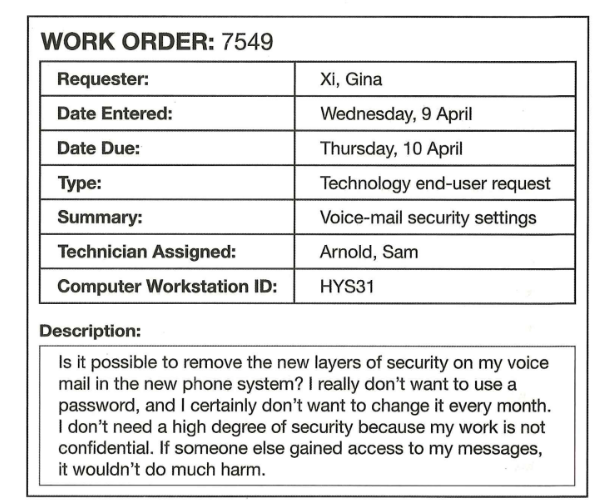 WORK ORDER: 7549
Requester: Xi, Gina
Date Entered: Wednesday, 9 April
Date Due: Thursday, 10 April
Type: Technology end-user request
Summary: Voice-mail security settings
Technician Assigned: Arnold, Sam
Computer Workstation ID: HYS31
Description:
Is it possible to remove the new layers of security on my voice
mail in the new phone system? I really don't want to use a
password, and I certainly don't want to change it every month.
I don't need a high degree of security because my work is not
confidential. If someone else gained access to my messages,
it wouldn't do much harm.